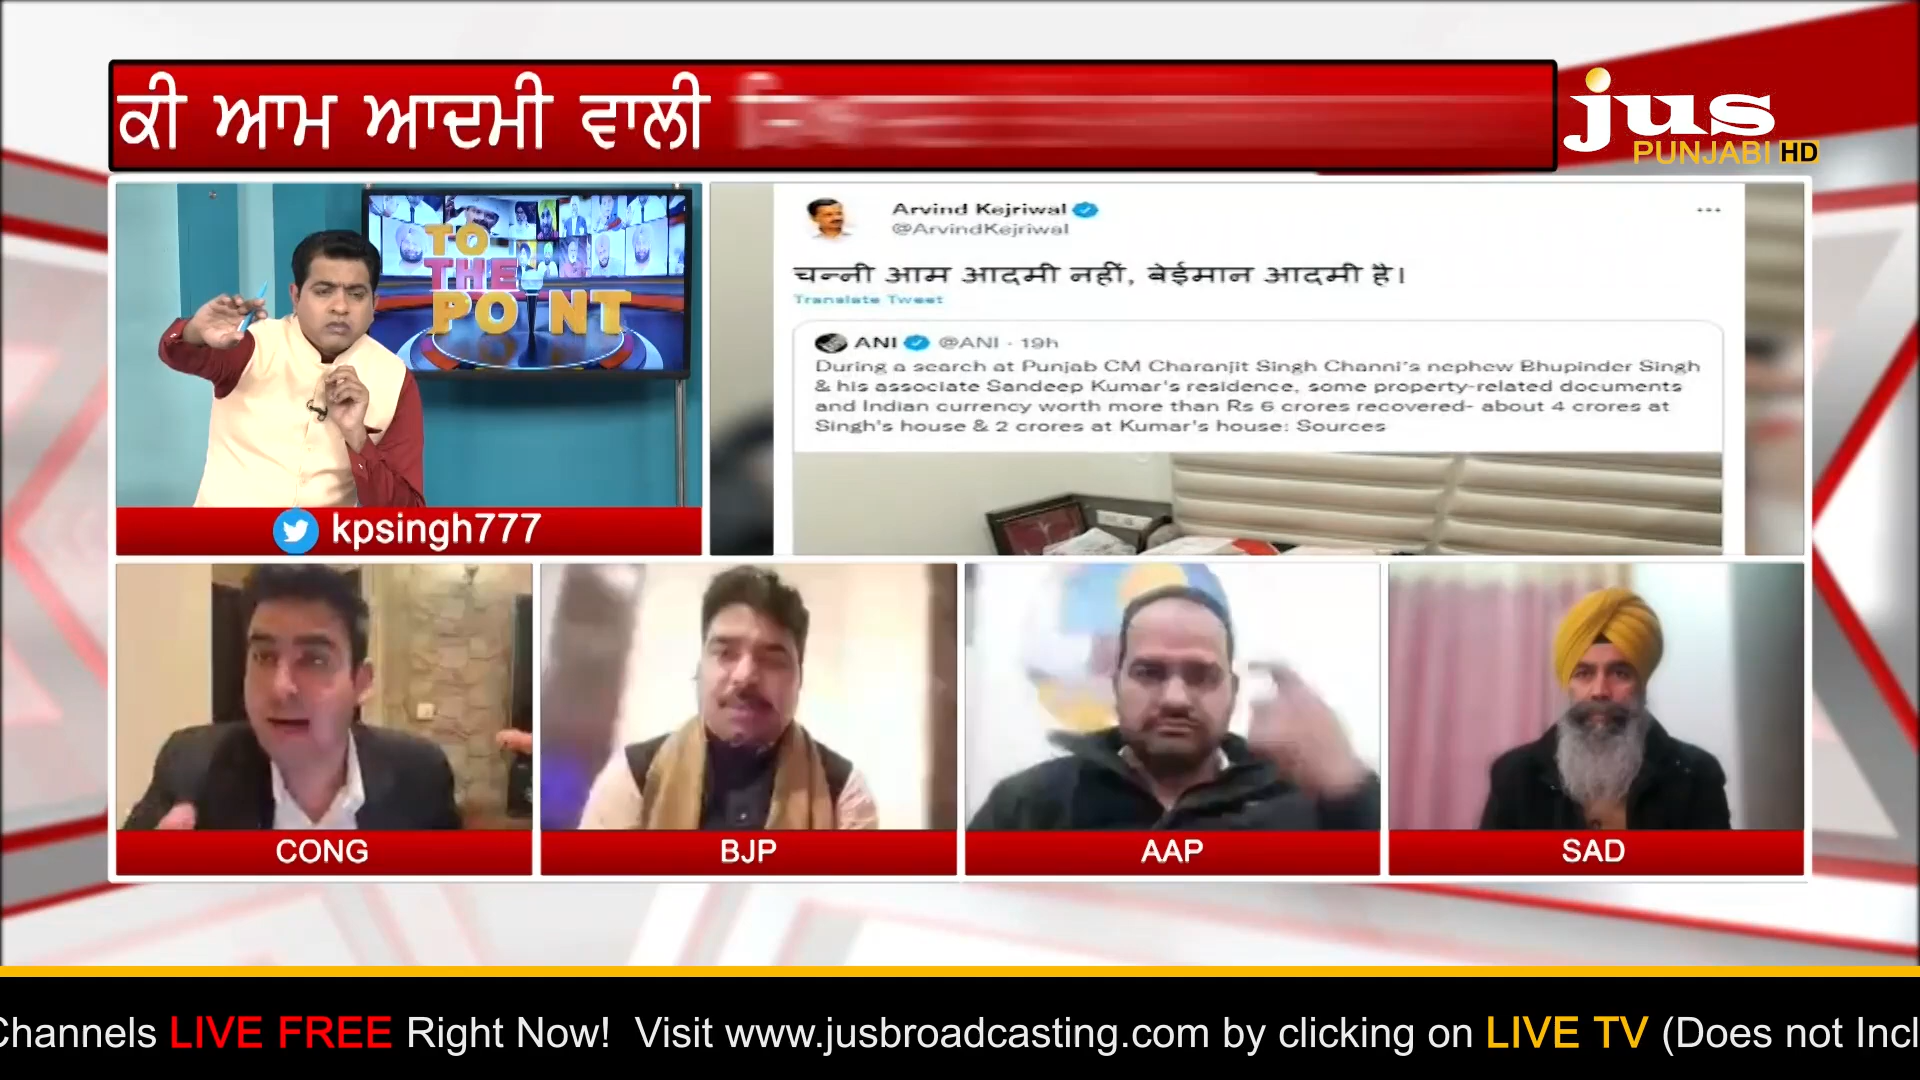 ਕੀ ਆਮ ਆਦਮੀ ਵਾਲੀ
jus
PUNJABI HD
TO
THE
POINT
kpsingh777
Arvind Kejriwal
@ArvindKejriwal
चन्नी आम आदमी नहीं, बेईमान आदमी है।
Translate Tweet
ANI @ANI · 19h
During a search at Punjab CM Charanjit Singh Channi's nephew Bhupinder Singh
& his associate Sandeep Kumar's residence, some property-related documents
and Indian currency worth more than Rs 6 crores recovered- about 4 crores at
Singh's house & 2 crores at Kumar's house: Sources
CONG
BJP
AAP
SAD
Channels LIVE FREE Right Now! Visit www.jusbroadcasting.com by clicking on LIVE TV (Does not Incl